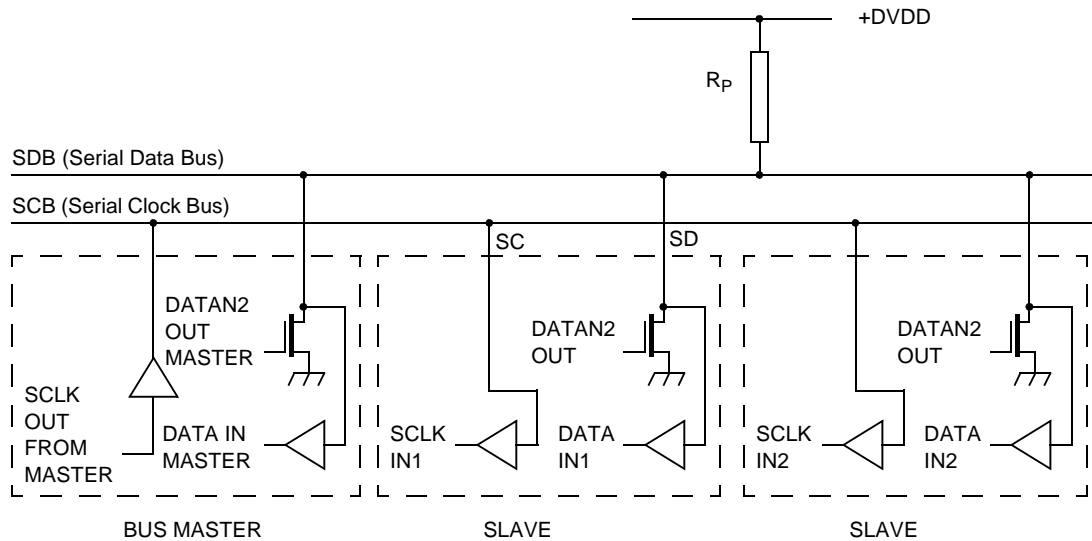 +DVDD
RP
SDB (Serial Data Bus)
SCB (Serial Clock Bus)
SC
SD
DATAN2
OUT
MASTER
SCLK
OUT
FROM
MASTER
DATA IN
MASTER
DATAN2
OUT
SCLK
IN1
DATA
IN1
DATAN2
OUT
SCLK
IN2
DATA
IN2
BUS MASTER
SLAVE
SLAVE